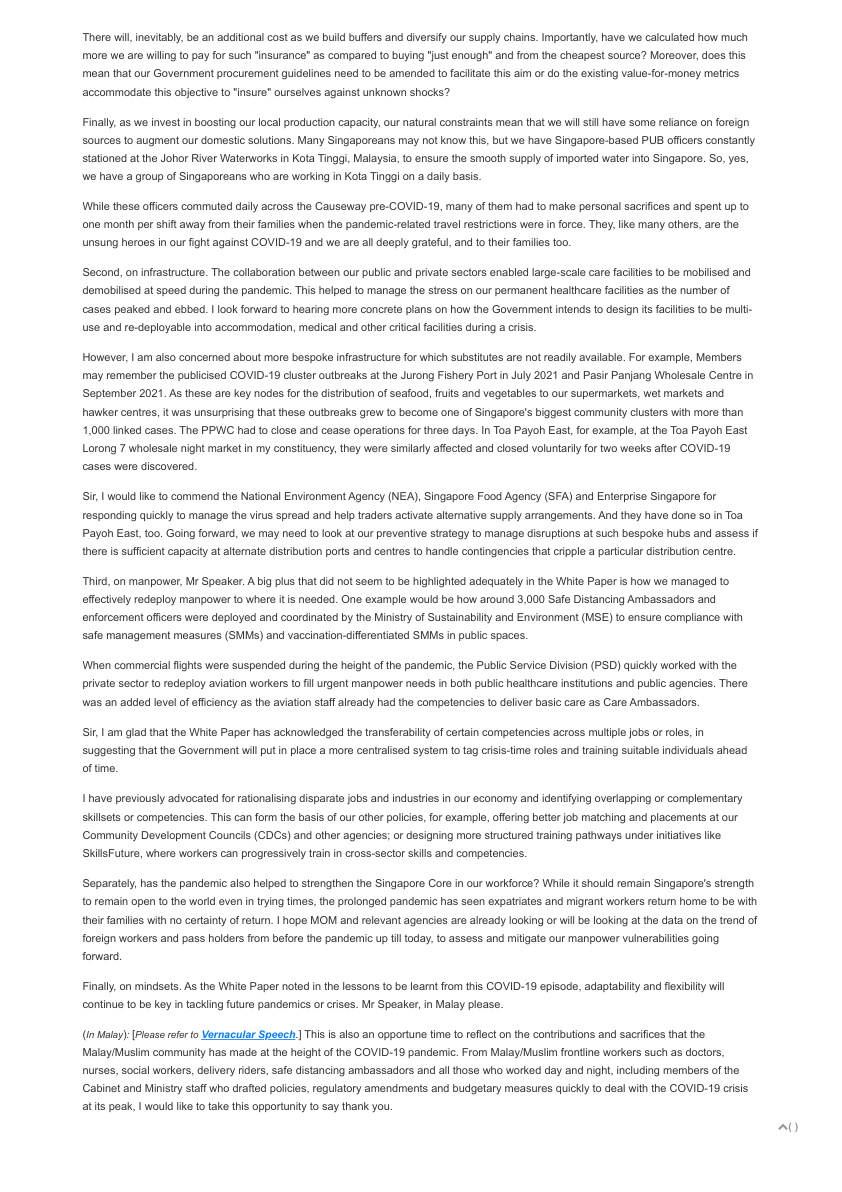 There will, inevitably, be an additional cost as we build buffers and diversify our supply chains. Importantly, have we calculated how much
more we are willing to pay for such "insurance" as compared to buying "just enough" and from the cheapest source? Moreover, does this
mean that our Government procurement guidelines need to be amended to facilitate this aim or do the existing value-for-money metrics
accommodate this objective to "insure" ourselves against unknown shocks?
Finally, as we invest in boosting our local production capacity, our natural constraints mean that we will still have some reliance on foreign
sources to augment our domestic solutions. Many Singaporeans may not know this, but we have Singapore-based PUB officers constantly
stationed at the Johor River Waterworks in Kota Tinggi, Malaysia, to ensure the smooth supply of imported water into Singapore. So, yes,
we have a group of Singaporeans who are working in Kota Tinggi on a daily basis.
While these officers commuted daily across the Causeway pre-COVID-19, many of them had to make personal sacrifices and spent up to
one month per shift away from their families when the pandemic-related travel restrictions were in force. They, like many others, are the
unsung heroes in our fight against COVID-19 and we are all deeply grateful, and to their families too.
Second, on infrastructure. The collaboration between our public and private sectors enabled large-scale care facilities to be mobilised and
demobilised at speed during the pandemic. This helped to manage the stress on our permanent healthcare facilities as the number of
cases peaked and ebbed. I look forward to hearing more concrete plans on how the Government intends to design its facilities to be multi-
use and re-deployable into accommodation, medical and other critical facilities during a crisis.
However, I am also concerned about more bespoke infrastructure for which substitutes are not readily available. For example, Members
may remember the publicised COVID-19 cluster outbreaks at the Jurong Fishery Port in July 2021 and Pasir Panjang Wholesale Centre in
September 2021. As these are key nodes for the distribution of seafood, fruits and vegetables to our supermarkets, wet markets and
hawker centres, it was unsurprising that these outbreaks grew to become one of Singapore's biggest community clusters with more than
1,000 linked cases. The PPWC had to close and cease operations for three days. In Toa Payoh East, for example, at the Toa Payoh East
Lorong 7 wholesale night market in my constituency, they were similarly affected and closed voluntarily for two weeks after COVID-19
cases were discovered.
Sir, I would like to commend the National Environment Agency (NEA), Singapore Food Agency (SFA) and Enterprise Singapore for
responding quickly to manage the virus spread and help traders activate alternative supply arrangements. And they have done so in Toa
Payoh East, too. Going forward, we may need to look at our preventive strategy to manage disruptions at such bespoke hubs and assess if
there is sufficient capacity at alternate distribution ports and centres to handle contingencies that cripple a particular distribution centre.
Third, on manpower, Mr Speaker. A big plus that did not seem to be highlighted adequately in the White Paper is how we managed to
effectively redeploy manpower to where it is needed. One example would be how around 3,000 Safe Distancing Ambassadors and
enforcement officers were deployed and coordinated by the Ministry of Sustainability and Environment (MSE) to ensure compliance with
safe management measures (SMMs) and vaccination-differentiated SMMs in public spaces.
When commercial flights were suspended during the height of the pandemic, the Public Service Division (PSD) quickly worked with the
private sector to redeploy aviation workers to fill urgent manpower needs in both public healthcare institutions and public agencies. There
was an added level of efficiency as the aviation staff already had the competencies to deliver basic care as Care Ambassadors.
Sir, I am glad that the White Paper has acknowledged the transferability of certain competencies across multiple jobs or roles, in
suggesting that the Government will put in place a more centralised system to tag crisis-time roles and training suitable individuals ahead
of time.
I have previously advocated for rationalising disparate jobs and industries in our economy and identifying overlapping or complementary
skillsets or competencies. This can form the basis of our other policies, for example, offering better job matching and placements at our
Community Development Councils (CDCs) and other agencies; or designing more structured training pathways under initiatives like
SkillsFuture, where workers can progressively train in cross-sector skills and competencies.
Separately, has the pandemic also helped to strengthen the Singapore Core in our workforce? While it should remain Singapore's strength
to remain open to the world even in trying times, the prolonged pandemic has seen expatriates and migrant workers return home to be with
their families with no certainty of return. I hope MOM and relevant agencies are already looking or will be looking at the data on the trend of
foreign workers and pass holders from before the pandemic up till today, to assess and mitigate our manpower vulnerabilities going
forward.
Finally, on mindsets. As the White Paper noted in the lessons to be learnt from this COVID-19 episode, adaptability and flexibility will
continue to be key in tackling future pandemics or crises. Mr Speaker, in Malay please.
(In Malay): [Please refer to Vernacular Speech.] This is also an opportune time to reflect on the contributions and sacrifices that the
Malay/Muslim community has made at the height of the COVID-19 pandemic. From Malay/Muslim frontline workers such as doctors,
nurses, social workers, delivery riders, safe distancing ambassadors and all those who worked day and night, including members of the
Cabinet and Ministry staff who drafted policies, regulatory amendments and budgetary measures quickly to deal with the COVID-19 crisis
at its peak, I would like to take this opportunity to say thank you.
( )